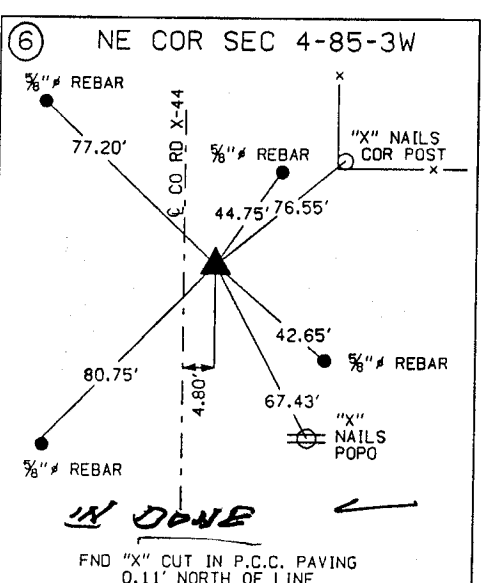 6 NE COR SEC 4-85-3W
5/8"ø REBAR
77.20'
℄ CO RD X-44
5/8"ø REBAR
"X" NAILS
COR POST
44.75'
76.55'
42.65'
5/8"ø REBAR
80.75'
4.80'
67.43'
"X"
NAILS
POPO
5/8"ø REBAR
IN DONE
FND "X" CUT IN P.C.C. PAVING
0.11' NORTH OF LINE